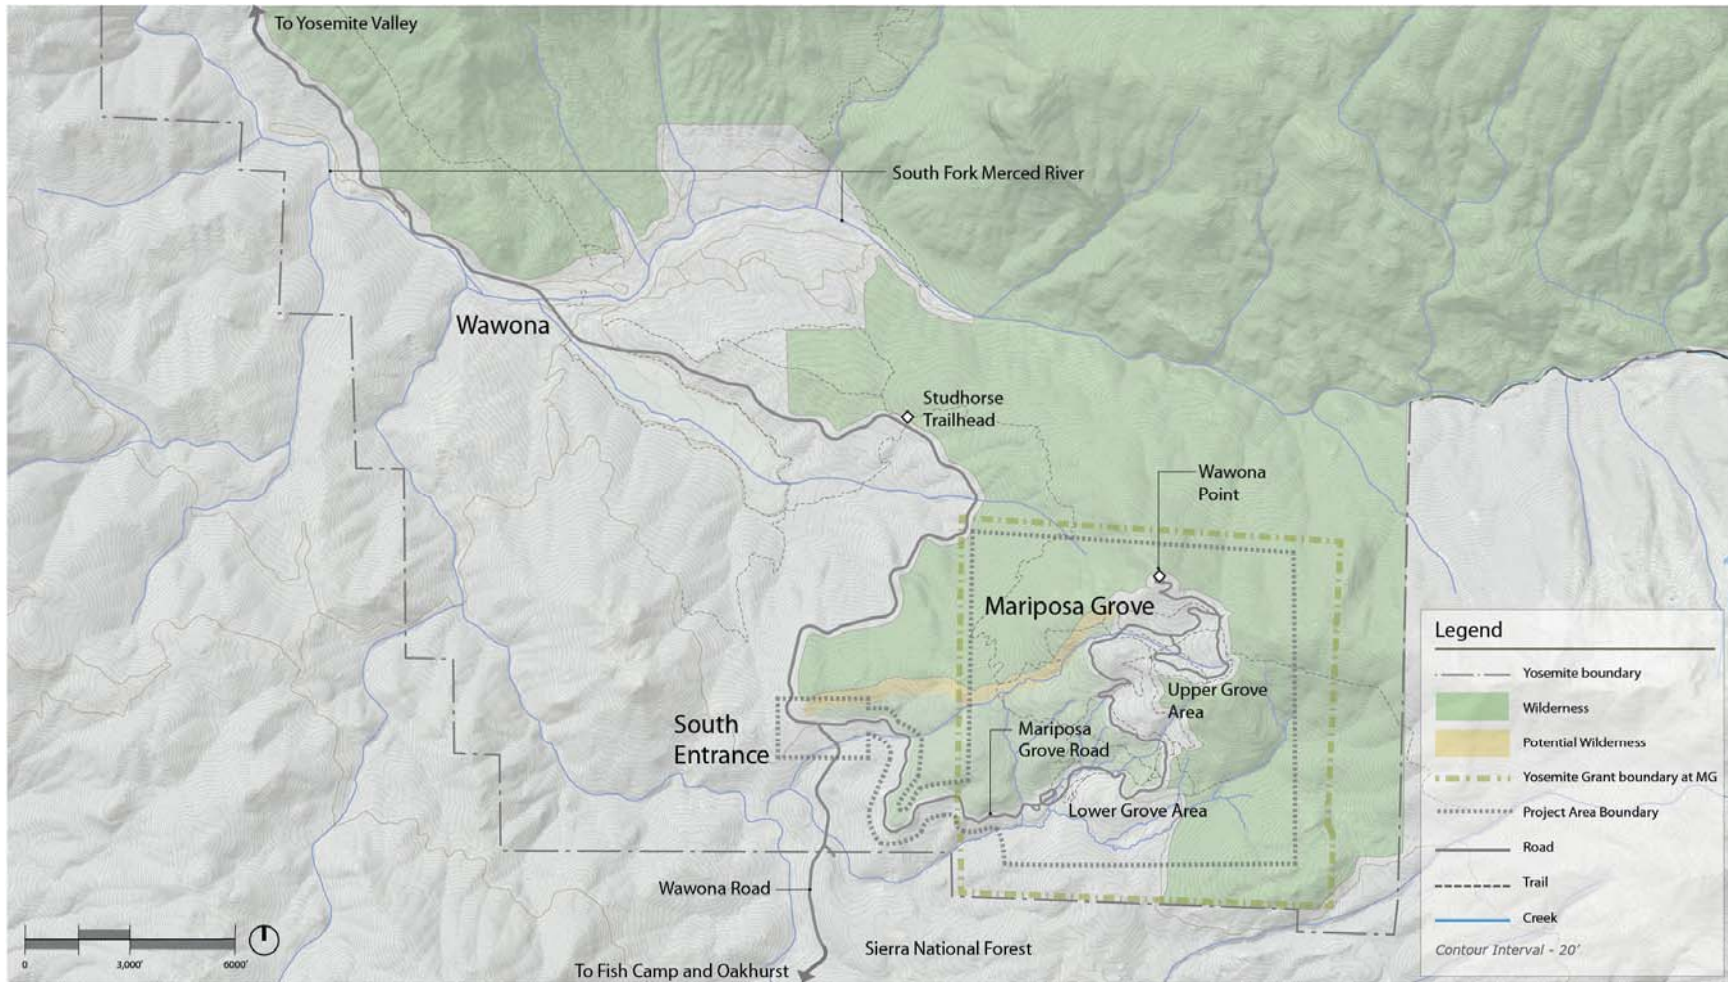 To Yosemite Valley
South Fork Merced River
Wawona
Studhorse
Trailhead
Wawona
Point
Mariposa Grove
Upper Grove
Area
South
Entrance
Mariposa
Grove Road
Lower Grove Area
Wawona Road
Sierra National Forest
To Fish Camp and Oakhurst
0 3,000' 6000'
Legend
Yosemite boundary
Wilderness
Potential Wilderness
Yosemite Grant boundary at MG
Project Area Boundary
Road
Trail
Creek
Contour Interval - 20'